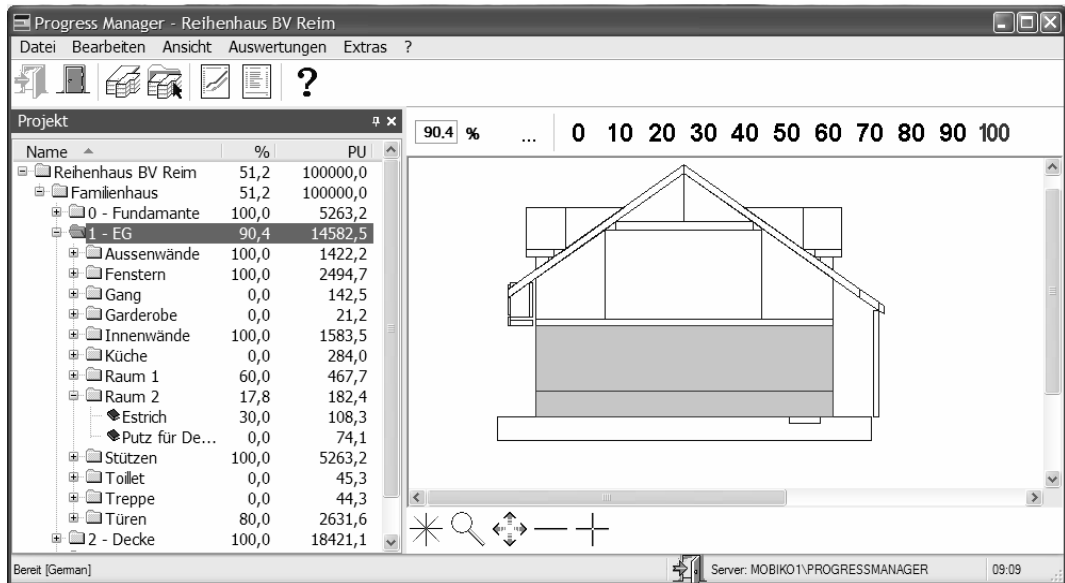 Progress Manager - Reihenhaus BV Reim
Datei Bearbeiten Ansicht Auswertungen Extras ?
?
Projekt
90.4 % ... 0 10 20 30 40 50 60 70 80 90 100
Name % PU
Reihenhaus BV Reim 51,2 100000,0
Familienhaus 51,2 100000,0
0 - Fundamante 100,0 5263,2
1 - EG 90,4 14582,5
Aussenwände 100,0 1422,2
Fenstern 100,0 2494,7
Gang 0,0 142,5
Garderobe 0,0 21,2
Innenwände 100,0 1583,5
Küche 0,0 284,0
Raum 1 60,0 467,7
Raum 2 17,8 182,4
Estrich 30,0 108,3
Putz für De... 0,0 74,1
Stützen 100,0 5263,2
Toillet 0,0 45,3
Treppe 0,0 44,3
Türen 80,0 2631,6
2 - Decke 100,0 18421,1
Bereit [German] Server: MOBIKO1\PROGRESSMANAGER 09:09